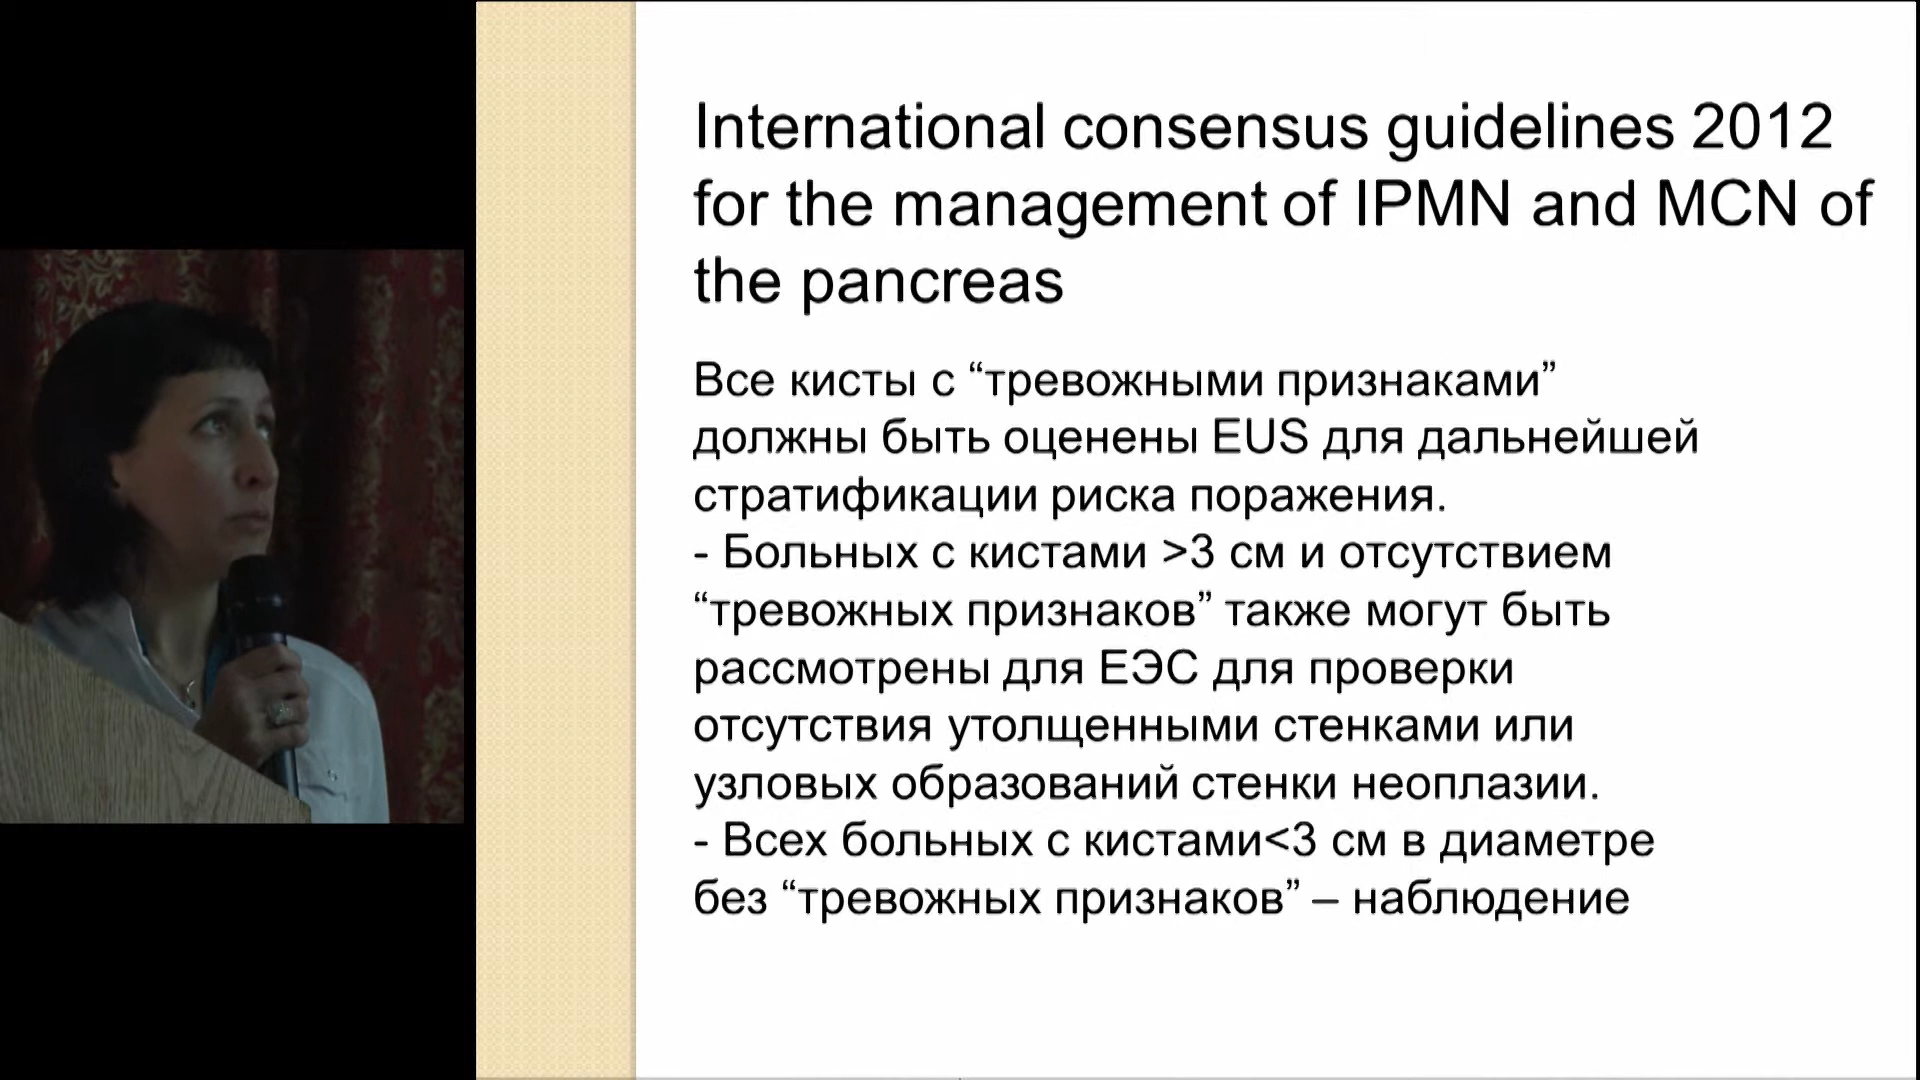 International consensus guidelines 2012
for the management of IPMN and MCN of
the pancreas
Все кисты с “тревожными признаками”
должны быть оценены EUS для дальнейшей
стратификации риска поражения.
- Больных с кистами >3 см и отсутствием
“тревожных признаков” также могут быть
рассмотрены для ЕЭС для проверки
отсутствия утолщенными стенками или
узловых образований стенки неоплазии.
- Всех больных с кистами<3 см в диаметре
без “тревожных признаков” – наблюдение